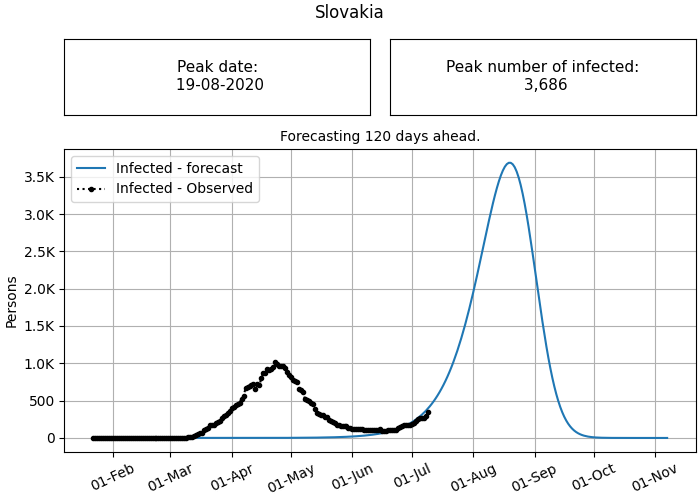 Slovakia
Peak date:
19-08-2020
Peak number of infected:
3,686
Forecasting 120 days ahead.
Infected - forecast
Infected - Observed
3.5K
3.0K
2.5K
2.0K
1.5K
1.0K
500
0
Persons
01-Feb
01-Mar
01-Apr
01-May
01-Jun
01-Jul
01-Aug
01-Sep
01-Oct
01-Nov